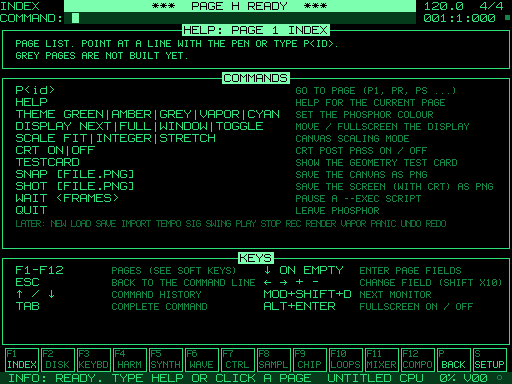 INDEX *** PAGE H READY *** 120.0 4/4
COMMAND: 001:1:000
HELP: PAGE 1 INDEX
PAGE LIST. POINT AT A LINE WITH THE PEN OR TYPE P<ID>.
GREY PAGES ARE NOT BUILT YET.
COMMANDS
P<id> GO TO PAGE (P1, PR, PS ...)
HELP HELP FOR THE CURRENT PAGE
THEME GREEN|AMBER|GREY|VAPOR|CYAN SET THE PHOSPHOR COLOUR
DISPLAY NEXT|FULL|WINDOW|TOGGLE MOVE / FULLSCREEN THE DISPLAY
SCALE FIT|INTEGER|STRETCH CANVAS SCALING MODE
CRT ON|OFF CRT POST PASS ON / OFF
TESTCARD SHOW THE GEOMETRY TEST CARD
SNAP [FILE.PNG] SAVE THE CANVAS AS PNG
SHOT [FILE.PNG] SAVE THE SCREEN (WITH CRT) AS PNG
WAIT <FRAMES> PAUSE A --EXEC SCRIPT
QUIT LEAVE PHOSPHOR
LATER: NEW LOAD SAVE IMPORT TEMPO SIG SWING PLAY STOP REC RENDER VAPOR PANIC UNDO REDO
KEYS
F1-F12 PAGES (SEE SOFT KEYS) ↓ ON EMPTY ENTER PAGE FIELDS
ESC BACK TO THE COMMAND LINE ← → + - CHANGE FIELD (SHIFT X10)
↑ / ↓ COMMAND HISTORY MOD+SHIFT+D NEXT MONITOR
TAB COMPLETE COMMAND ALT+ENTER FULLSCREEN ON / OFF
F1 F2 F3 F4 F5 F6 F7 F8 F9 F10 F11 F12 P S
INDEX DISK KEYBD HARM SYNTH WAVE CTRL SAMPL CHIP LOOPS MIXER COMPO BACK SETUP
INFO: READY. TYPE HELP OR CLICK A PAGE UNTITLED CPU 0% V00